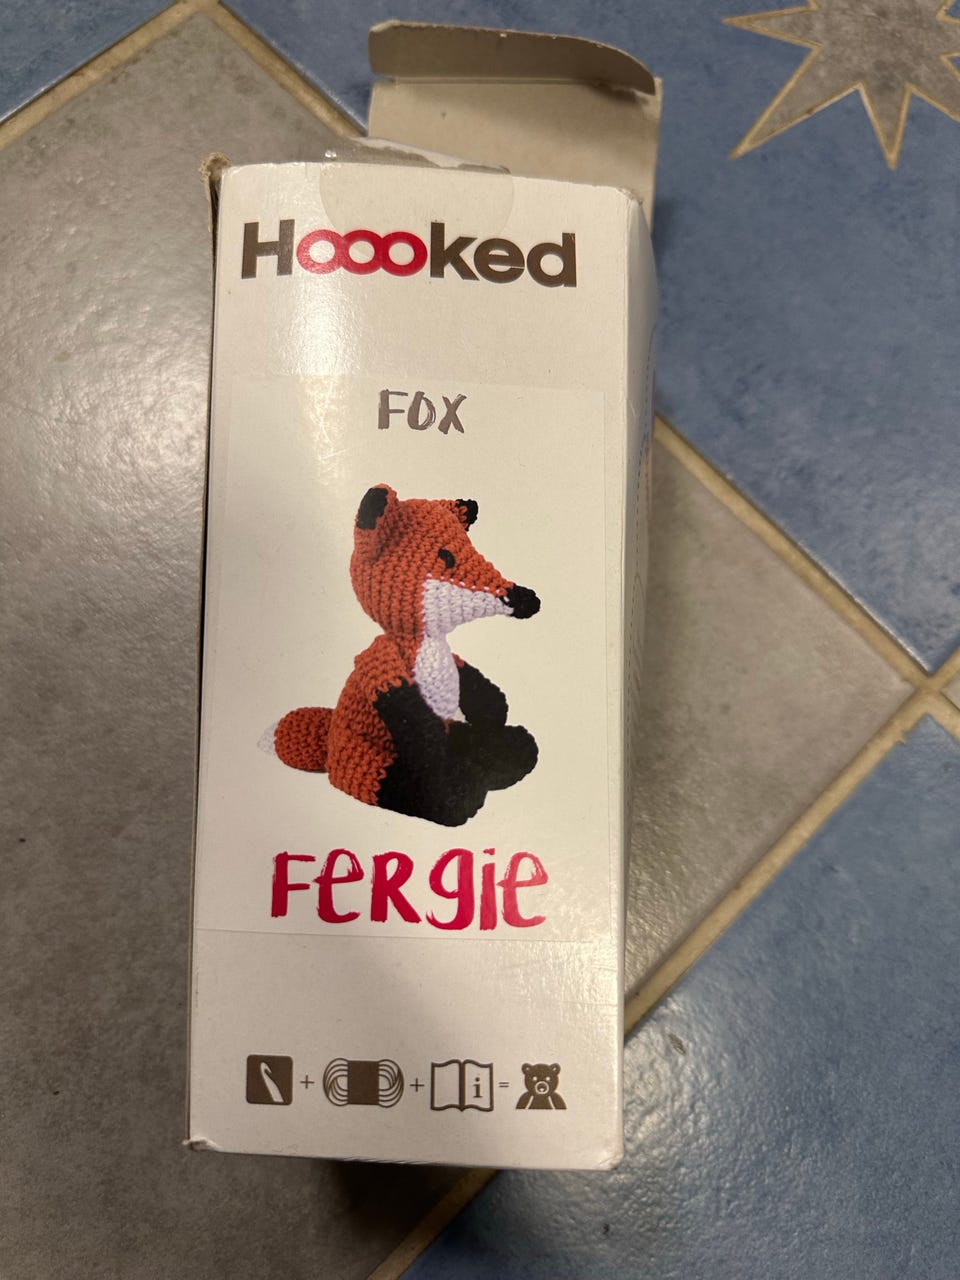 Hoooked
FOX
FeRgie
+ + i =